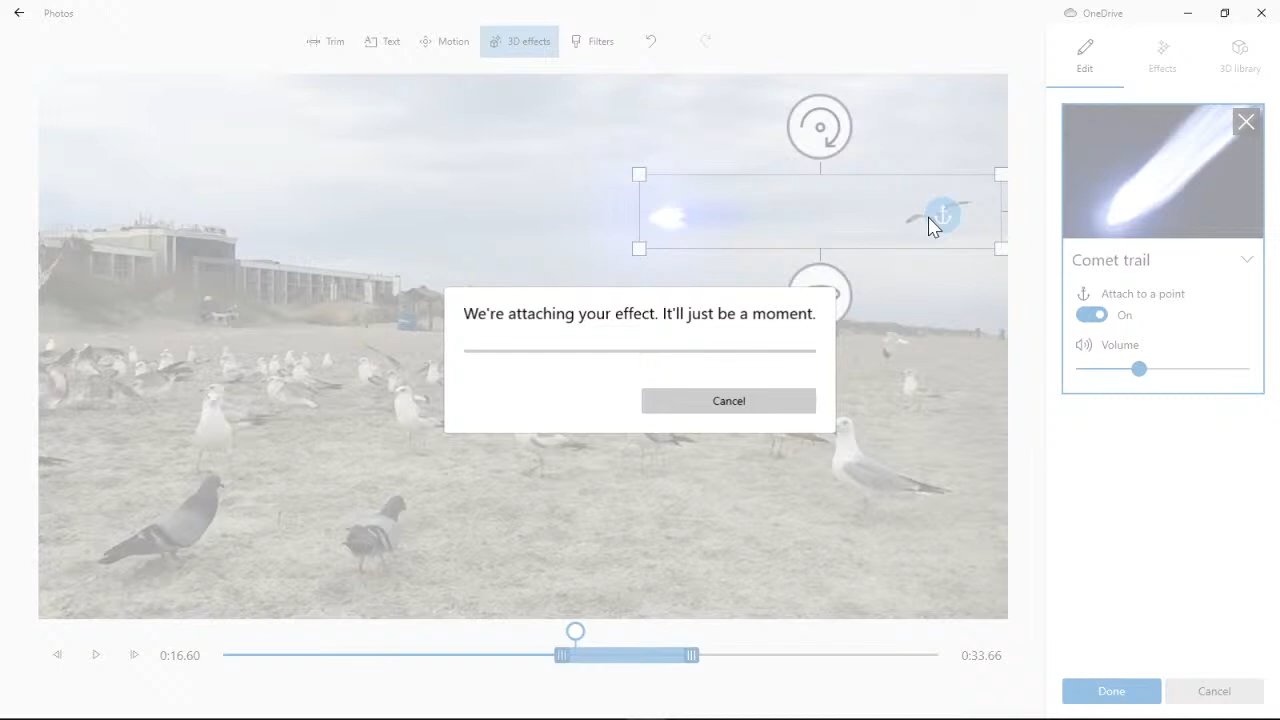 Photos
OneDrive
Trim
Text
Motion
3D effects
Filters
Edit
Effects
3D library
Comet trail
Attach to a point
On
Volume
We're attaching your effect. It'll just be a moment.
Cancel
0:16.60
0:33.66
Done
Cancel